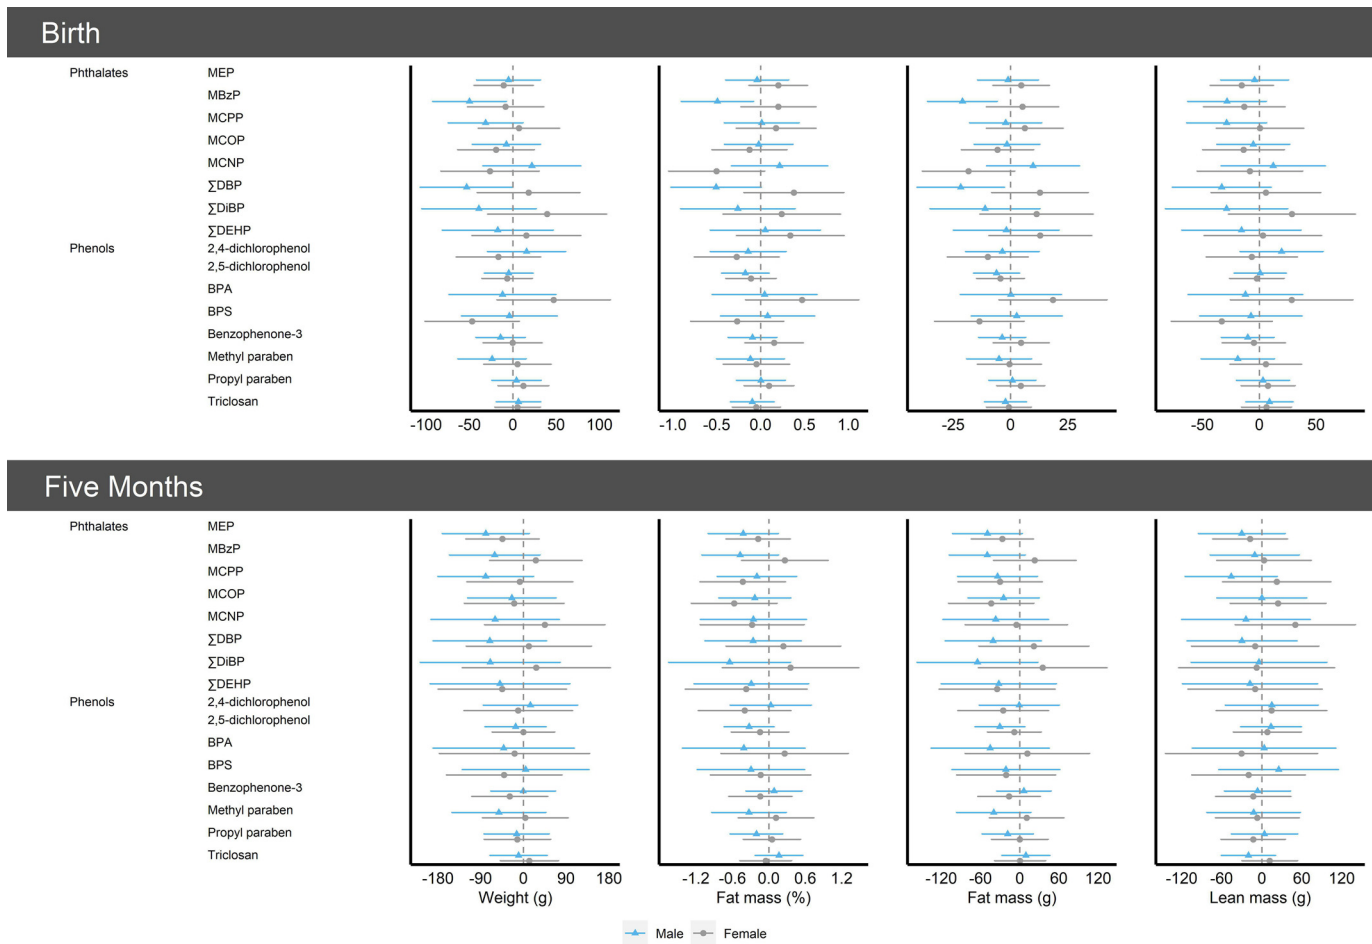 Birth
Phthalates MEP
MBzP
MCPP
MCOP
MCNP
∑DBP
∑DiBP
∑DEHP
Phenols 2,4-dichlorophenol
2,5-dichlorophenol
BPA
BPS
Benzophenone-3
Methyl paraben
Propyl paraben
Triclosan
-100 -50 0 50 100 -1.0 -0.5 0.0 0.5 1.0 -25 0 25 -50 0 50
Five Months
Phthalates MEP
MBzP
MCPP
MCOP
MCNP
∑DBP
∑DiBP
∑DEHP
Phenols 2,4-dichlorophenol
2,5-dichlorophenol
BPA
BPS
Benzophenone-3
Methyl paraben
Propyl paraben
Triclosan
-180 -90 0 90 180 -1.2 -0.6 0.0 0.6 1.2 -120 -60 0 60 120 -120 -60 0 60 120
Weight (g) Fat mass (%) Fat mass (g) Lean mass (g)
Male Female